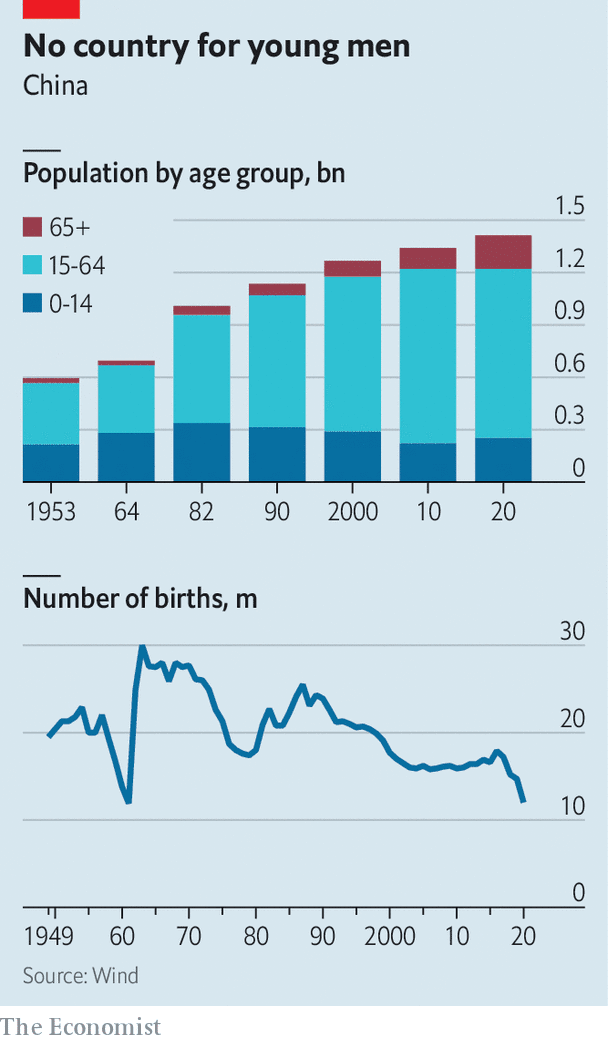 No country for young men
China
Population by age group, bn
65+
15-64
0-14
1.5
1.2
0.9
0.6
0.3
0
1953 64 82 90 2000 10 20
Number of births, m
30
20
10
0
1949 60 70 80 90 2000 10 20
Source: Wind
The Economist